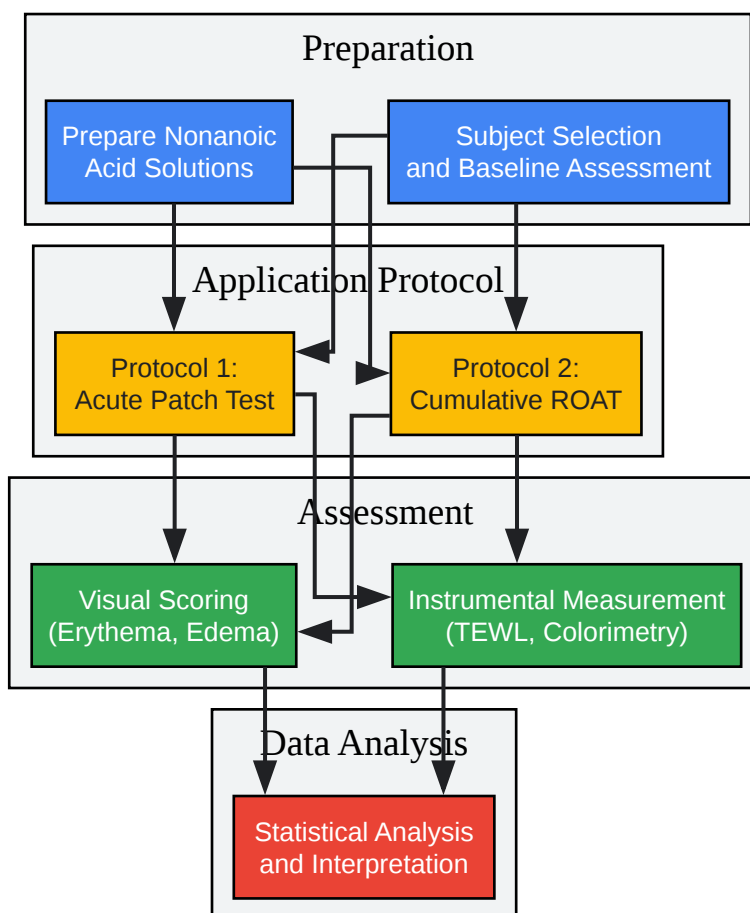 Preparation
Prepare Nonanoic
Acid Solutions
Subject Selection
and Baseline Assessment
Application Protocol
Protocol 1:
Acute Patch Test
Protocol 2:
Cumulative ROAT
Assessment
Visual Scoring
(Erythema, Edema)
Instrumental Measurement
(TEWL, Colorimetry)
Data Analysis
Statistical Analysis
and Interpretation